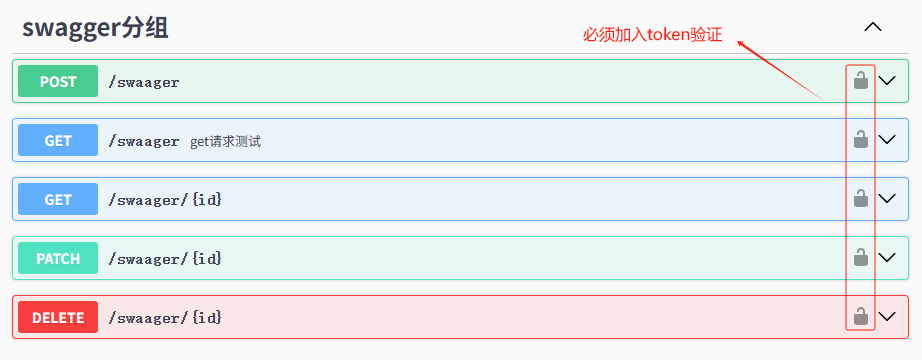 swagger分组
必须加入token验证
POST /swaager
GET /swaager get请求测试
GET /swaager/{id}
PATCH /swaager/{id}
DELETE /swaager/{id}